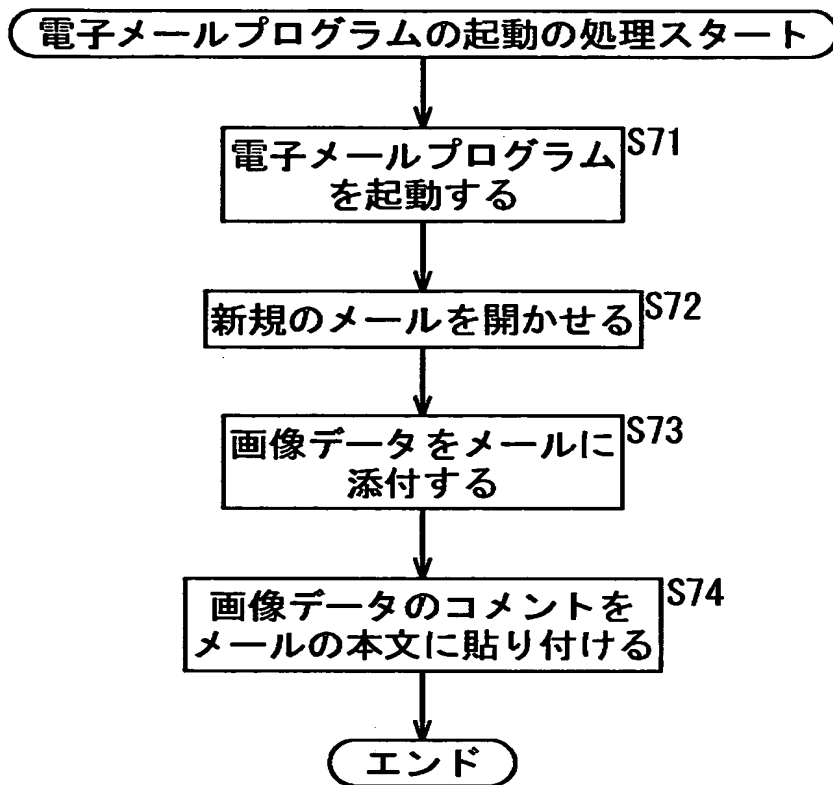 電子メールプログラムの起動の処理スタート
電子メールプログラム
を起動する
S71
新規のメールを開かせる
S72
画像データをメールに
添付する
S73
画像データのコメントを
メールの本文に貼り付ける
S74
エンド